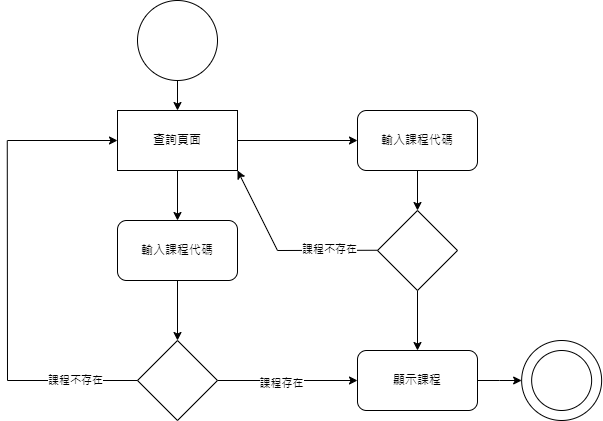 查詢頁面
輸入課程代碼
輸入課程代碼
課程不存在
課程不存在
課程存在
顯示課程